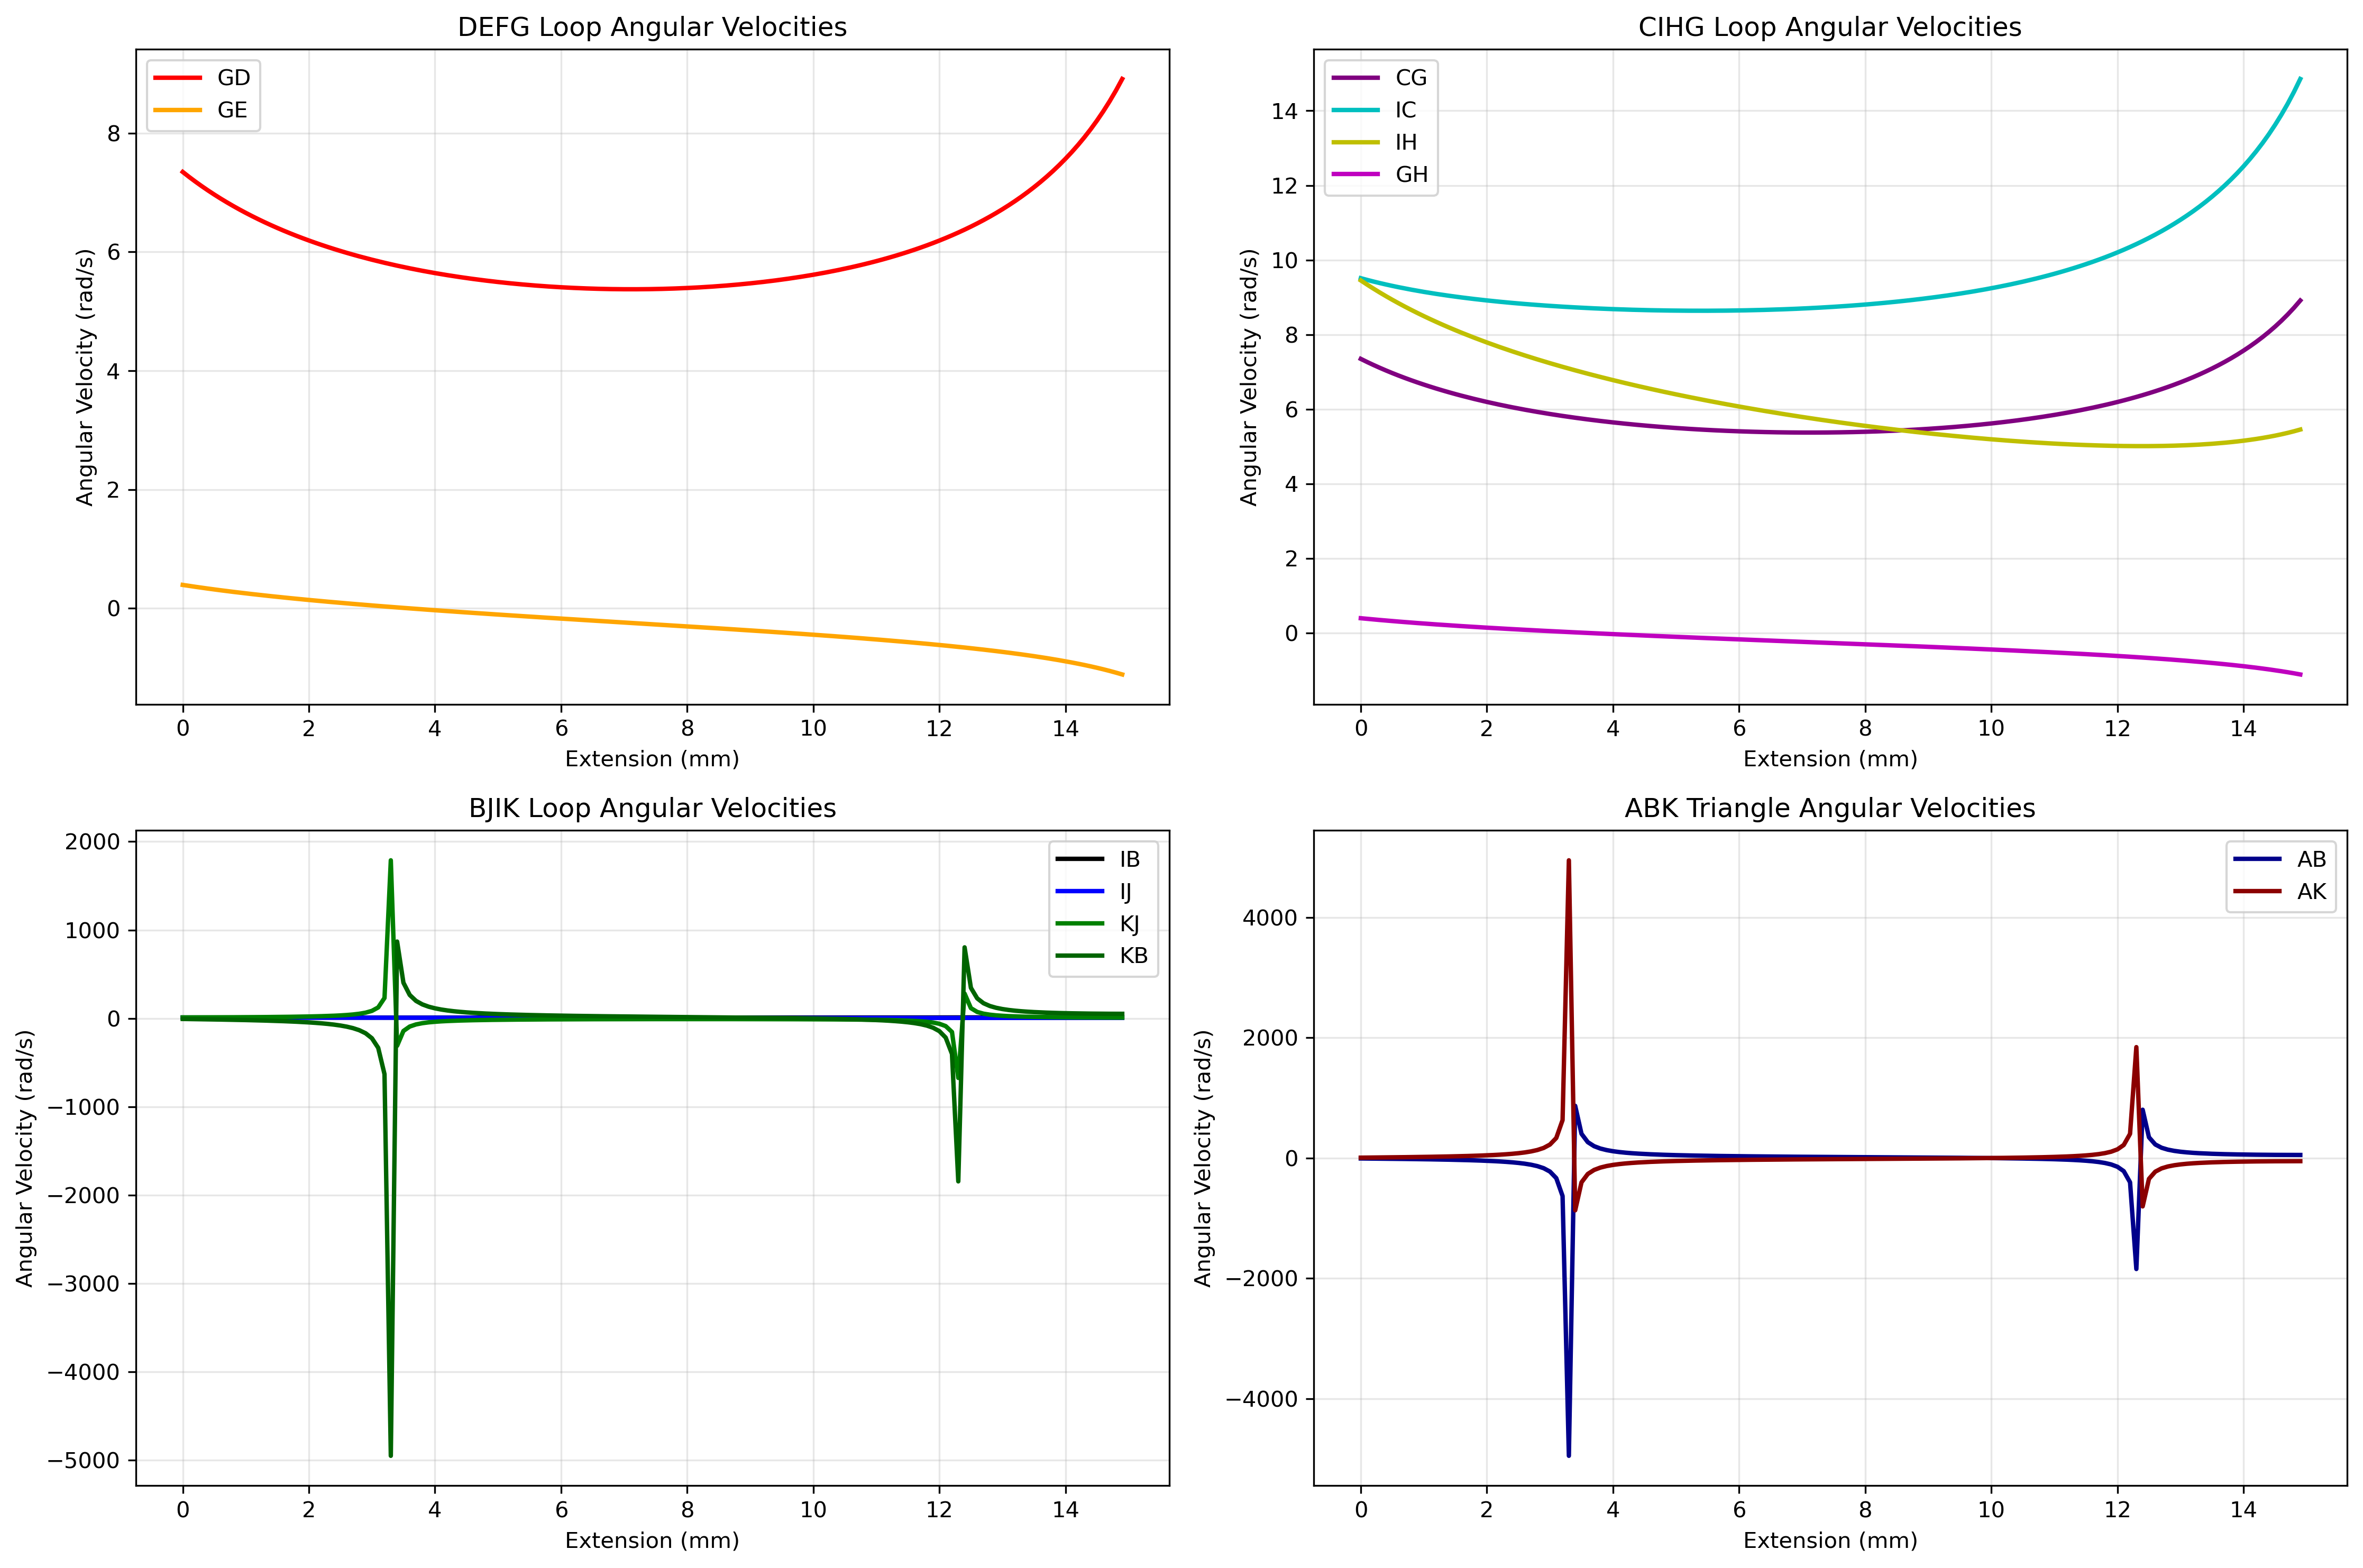 DEFG Loop Angular Velocities
GD
GE
8
6
4
2
0
Angular Velocity (rad/s)
0 2 4 6 8 10 12 14
Extension (mm)
CIHG Loop Angular Velocities
CG
IC
IH
GH
14
12
10
8
6
4
2
0
Angular Velocity (rad/s)
0 2 4 6 8 10 12 14
Extension (mm)
BJIK Loop Angular Velocities
IB
IJ
KJ
KB
2000
1000
0
−1000
−2000
−3000
−4000
−5000
Angular Velocity (rad/s)
0 2 4 6 8 10 12 14
Extension (mm)
ABK Triangle Angular Velocities
AB
AK
4000
2000
0
−2000
−4000
Angular Velocity (rad/s)
0 2 4 6 8 10 12 14
Extension (mm)